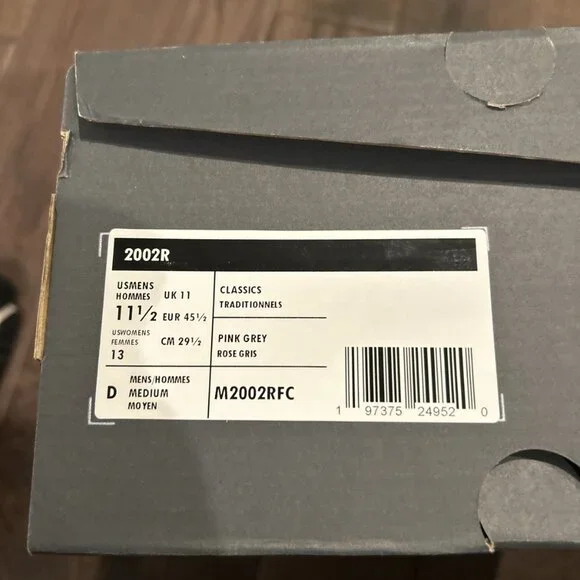 2002R
USMENS
HOMMES
11½
UK 11
EUR 45½
USWOMENS
FEMMES
13
CM 29½
CLASSICS
TRADITIONNELS
PINK GREY
ROSE GRIS
D
MENS/HOMMES
MEDIUM
MOYEN
M2002RFC
1 97375 24952 0